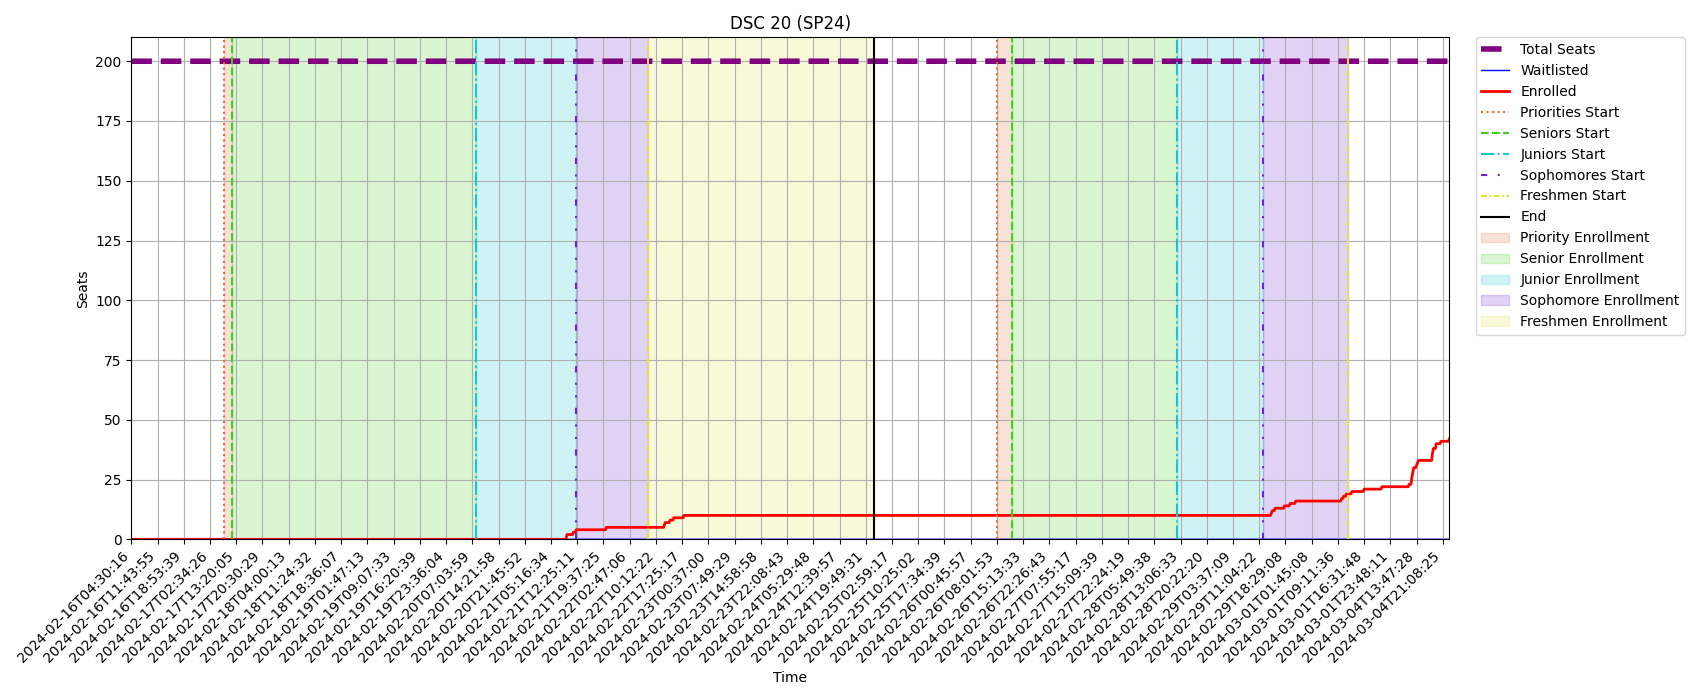 DSC 20 (SP24)
Seats
200
175
150
125
100
75
50
25
0
2024-02-16T04:30:16
2024-02-16T11:43:55
2024-02-16T18:53:39
2024-02-17T02:34:26
2024-02-17T13:20:05
2024-02-17T20:30:29
2024-02-18T04:00:13
2024-02-18T11:24:32
2024-02-18T18:36:07
2024-02-19T01:47:13
2024-02-19T09:07:33
2024-02-19T16:20:39
2024-02-19T23:36:04
2024-02-20T07:03:59
2024-02-20T14:21:58
2024-02-20T21:45:52
2024-02-21T05:16:34
2024-02-21T12:25:11
2024-02-21T19:37:25
2024-02-22T02:47:06
2024-02-22T10:12:22
2024-02-22T17:25:17
2024-02-23T00:37:00
2024-02-23T07:49:29
2024-02-23T14:58:58
2024-02-23T22:08:43
2024-02-24T05:29:48
2024-02-24T12:39:57
2024-02-24T19:49:31
2024-02-25T02:59:17
2024-02-25T10:25:02
2024-02-25T17:34:39
2024-02-26T00:45:57
2024-02-26T08:01:53
2024-02-26T15:13:33
2024-02-26T22:26:43
2024-02-27T07:55:17
2024-02-27T15:09:39
2024-02-27T22:24:19
2024-02-28T05:49:38
2024-02-28T13:06:33
2024-02-28T20:22:20
2024-02-29T03:37:09
2024-02-29T11:04:22
2024-02-29T18:29:08
2024-03-01T01:45:08
2024-03-01T09:11:36
2024-03-01T16:31:48
2024-03-01T23:48:11
2024-03-04T13:47:28
2024-03-04T21:08:25
Time
Total Seats
Waitlisted
Enrolled
Priorities Start
Seniors Start
Juniors Start
Sophomores Start
Freshmen Start
End
Priority Enrollment
Senior Enrollment
Junior Enrollment
Sophomore Enrollment
Freshmen Enrollment